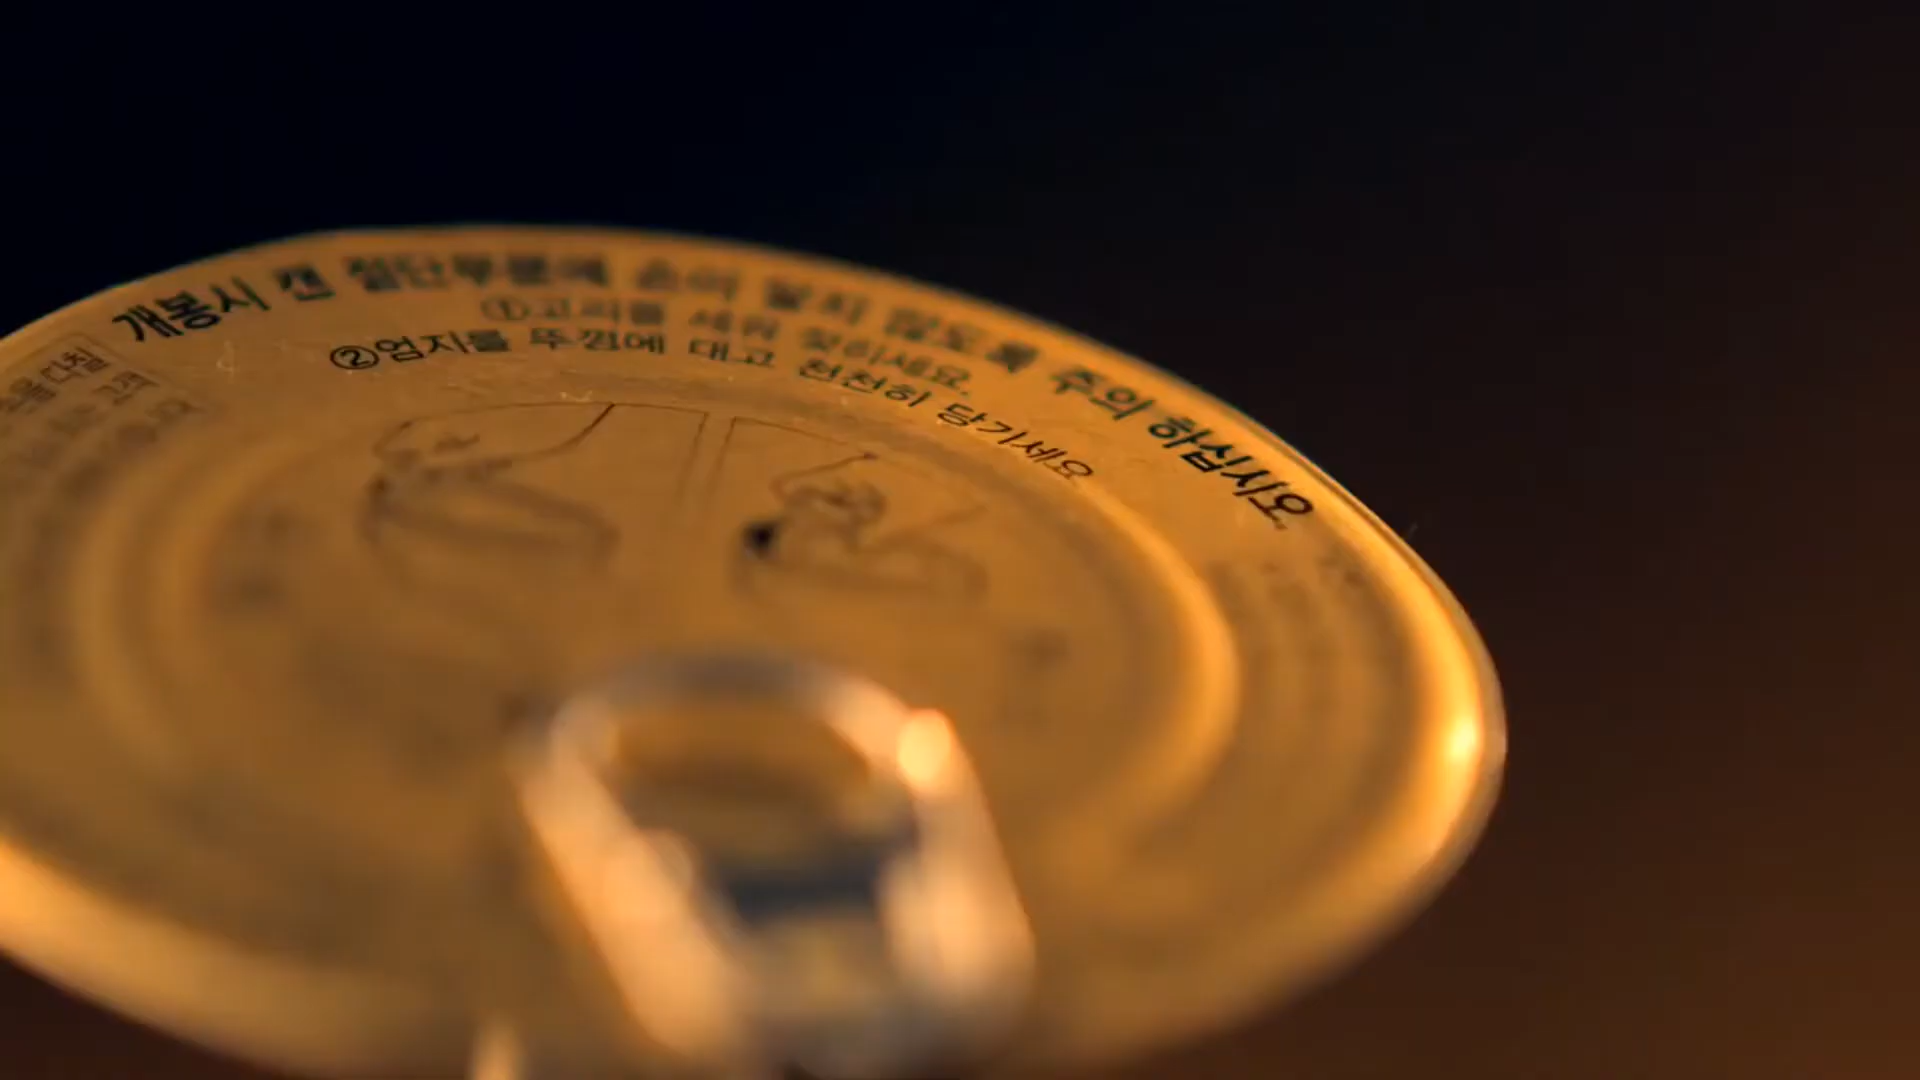 개봉시 캔 절단부분에 손이 닿지 않도록 주의 하십시오.
①고리를 세워 젖히세요.
②엄지를 뚜껑에 대고 천천히 당기세요